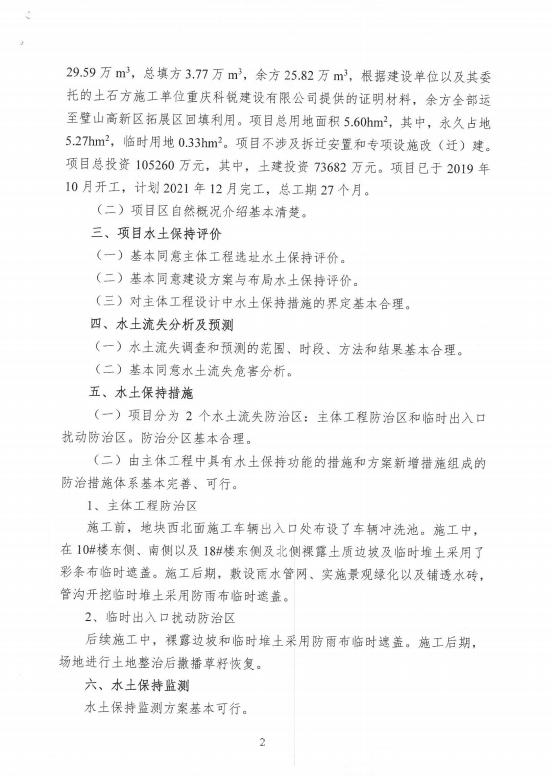 29.59 万 m³，总填方 3.77 万 m³，余方 25.82 万 m³，根据建设单位以及其委
托的土石方施工单位重庆科锐建设有限公司提供的证明材料，余方全部运
至璧山高新区拓展区回填利用。项目总用地面积 5.60hm²，其中，永久占地
5.27hm²，临时用地 0.33hm²。项目不涉及拆迁安置和专项设施改（迁）建。
项目总投资 105260 万元，其中，土建投资 73682 万元。项目已于 2019 年
10 月开工，计划 2021 年 12 月完工，总工期 27 个月。
（二）项目区自然概况介绍基本清楚。
三、项目水土保持评价
（一）基本同意主体工程选址水土保持评价。
（二）基本同意建设方案与布局水土保持评价。
（三）对主体工程设计中水土保持措施的界定基本合理。
四、水土流失分析及预测
（一）水土流失调查和预测的范围、时段、方法和结果基本合理。
（二）基本同意水土流失危害分析。
五、水土保持措施
（一）项目分为 2 个水土流失防治区：主体工程防治区和临时出入口
扰动防治区。防治分区基本合理。
（二）由主体工程中具有水土保持功能的措施和方案新增措施组成的
防治措施体系基本完善、可行。
1、主体工程防治区
施工前，地块西北面施工车辆出入口处布设了车辆冲洗池。施工中，
在 10#楼东侧、南侧以及 18#楼东侧及北侧裸露土质边坡及临时堆土采用了
彩条布临时遮盖。施工后期，敷设雨水管网、实施景观绿化以及铺透水砖，
管沟开挖临时堆土采用防雨布临时遮盖。
2、临时出入口扰动防治区
后续施工中，裸露边坡和临时堆土采用防雨布临时遮盖。施工后期，
场地进行土地整治后撒播草籽恢复。
六、水土保持监测
水土保持监测方案基本可行。
2